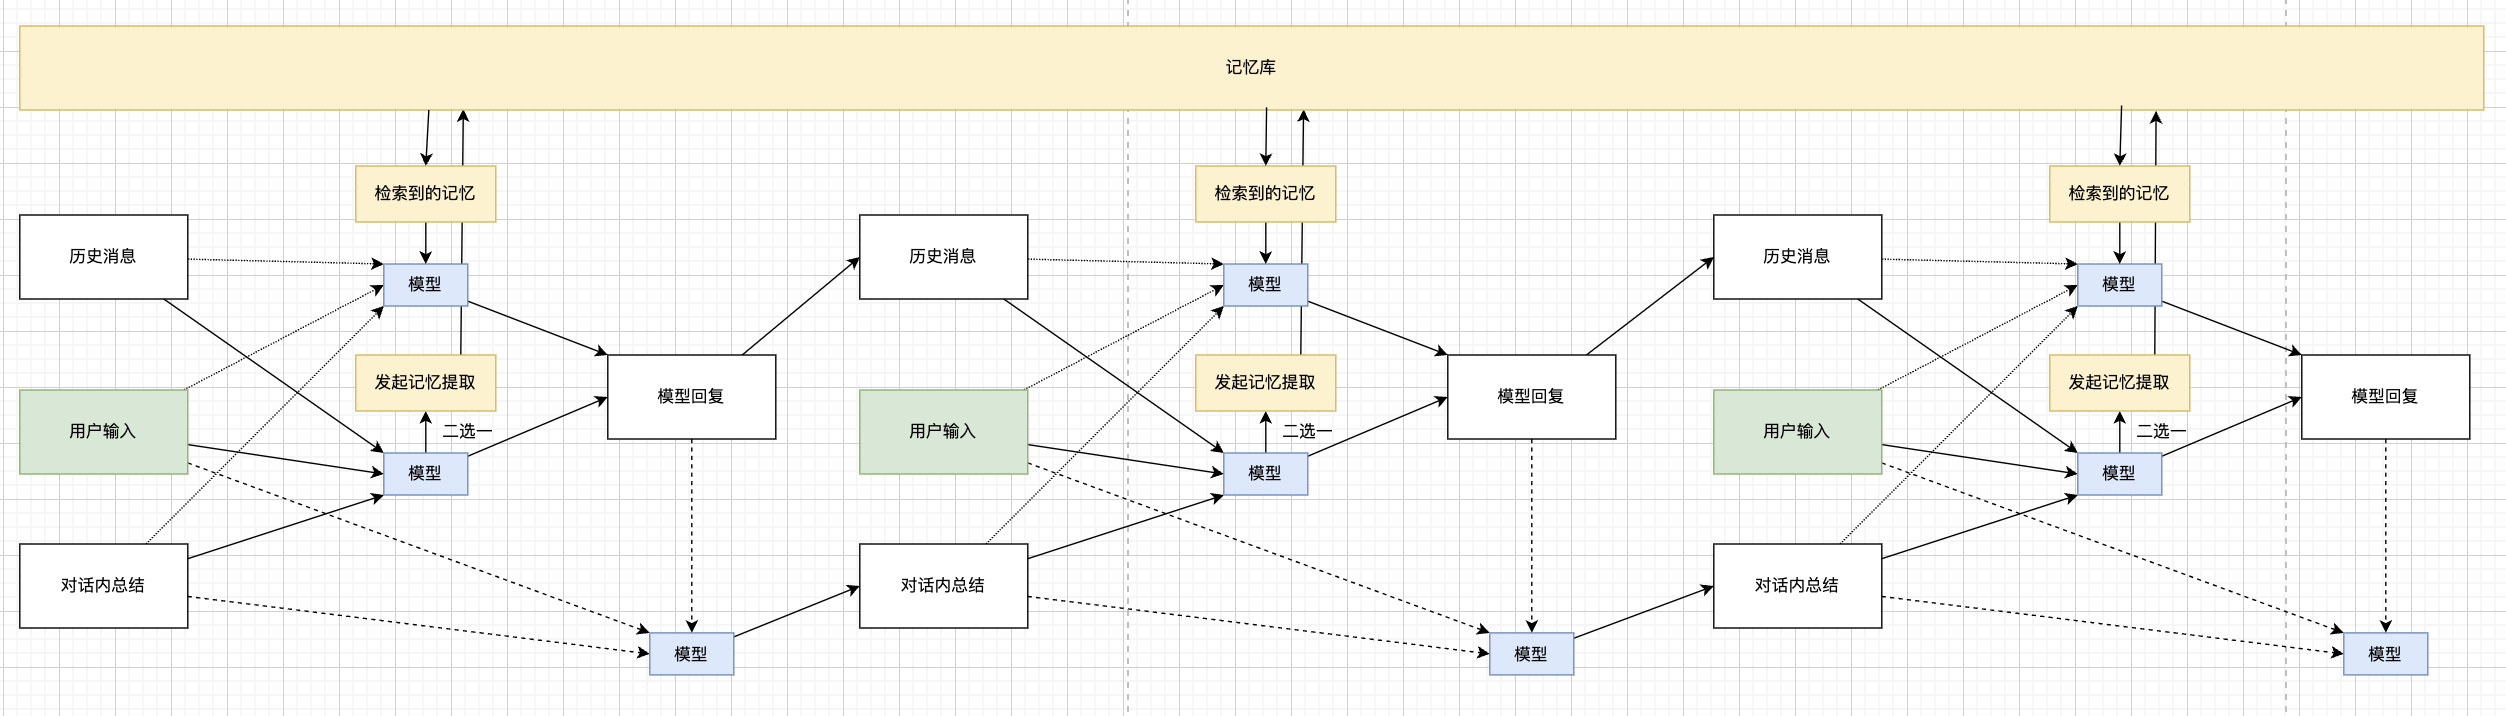 记忆库
检索到的记忆
历史消息
模型
发起记忆提取
模型回复
用户输入
二选一
模型
对话内总结
模型
检索到的记忆
历史消息
模型
发起记忆提取
模型回复
用户输入
二选一
模型
对话内总结
模型
检索到的记忆
历史消息
模型
发起记忆提取
模型回复
用户输入
二选一
模型
对话内总结
模型